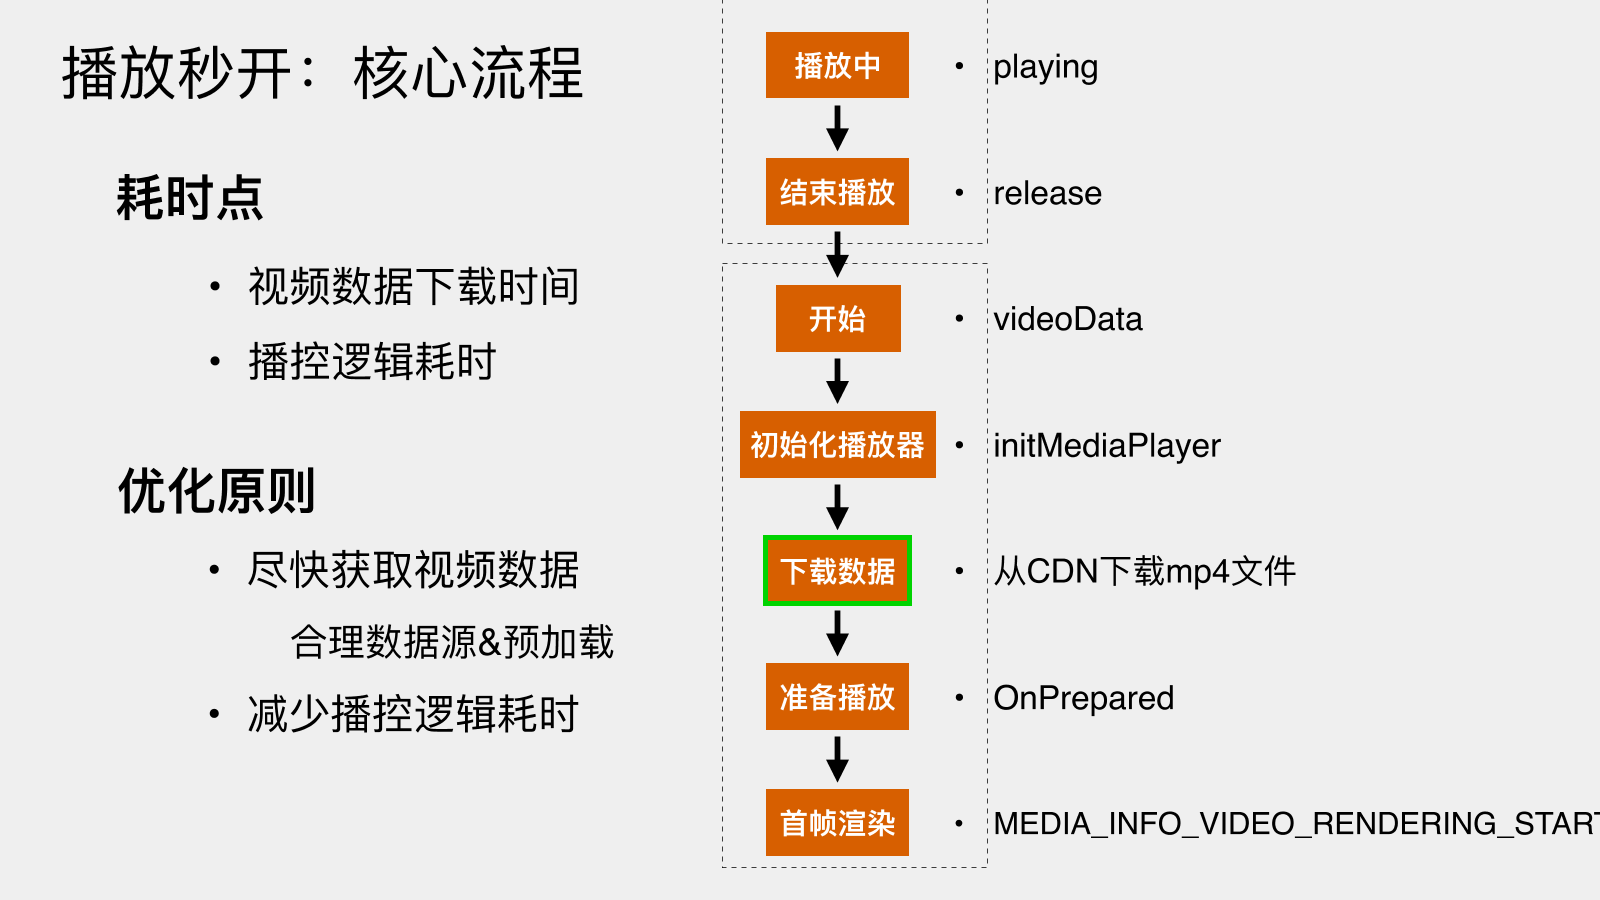 播放秒开：核心流程
耗时点
• 视频数据下载时间
• 播控逻辑耗时
优化原则
• 尽快获取视频数据
合理数据源&预加载
• 减少播控逻辑耗时
播放中 • playing
结束播放 • release
开始 • videoData
初始化播放器 • initMediaPlayer
下载数据 • 从CDN下载mp4文件
准备播放 • OnPrepared
首帧渲染 • MEDIA_INFO_VIDEO_RENDERING_START